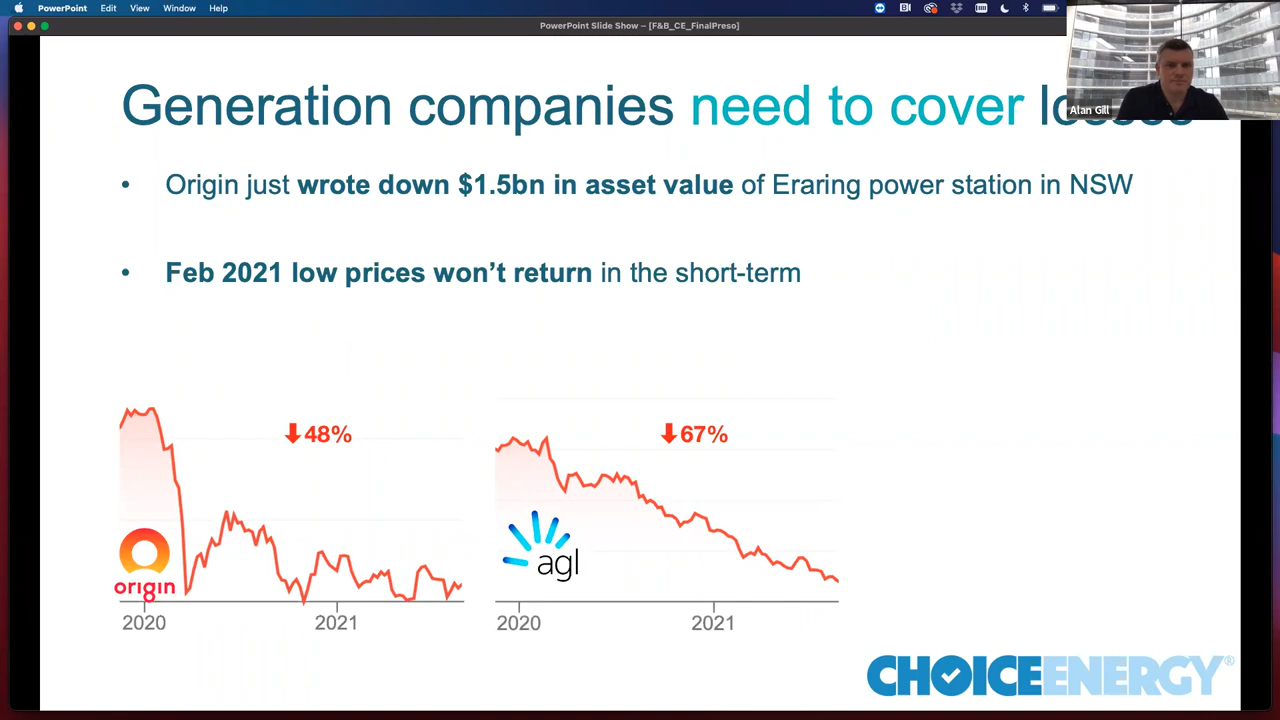 PowerPoint Edit View Window Help
PowerPoint Slide Show – [F&B_CE_FinalPreso]
Alan Gill
Generation companies need to cover losses
• Origin just wrote down $1.5bn in asset value of Eraring power station in NSW
• Feb 2021 low prices won’t return in the short-term
48%
67%
origin
agl
2020 2021
2020 2021
CHOICEENERGY®